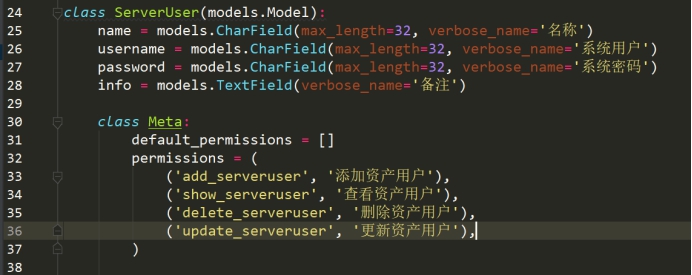 24 class ServerUser(models.Model):
25     name = models.CharField(max_length=32, verbose_name='名称')
26     username = models.CharField(max_length=32, verbose_name='系统用户')
27     password = models.CharField(max_length=32, verbose_name='系统密码')
28     info = models.TextField(verbose_name='备注')
29
30     class Meta:
31         default_permissions = []
32         permissions = (
33             ('add_serveruser', '添加资产用户'),
34             ('show_serveruser', '查看资产用户'),
35             ('delete_serveruser', '删除资产用户'),
36             ('update_serveruser', '更新资产用户'),
37         )
38